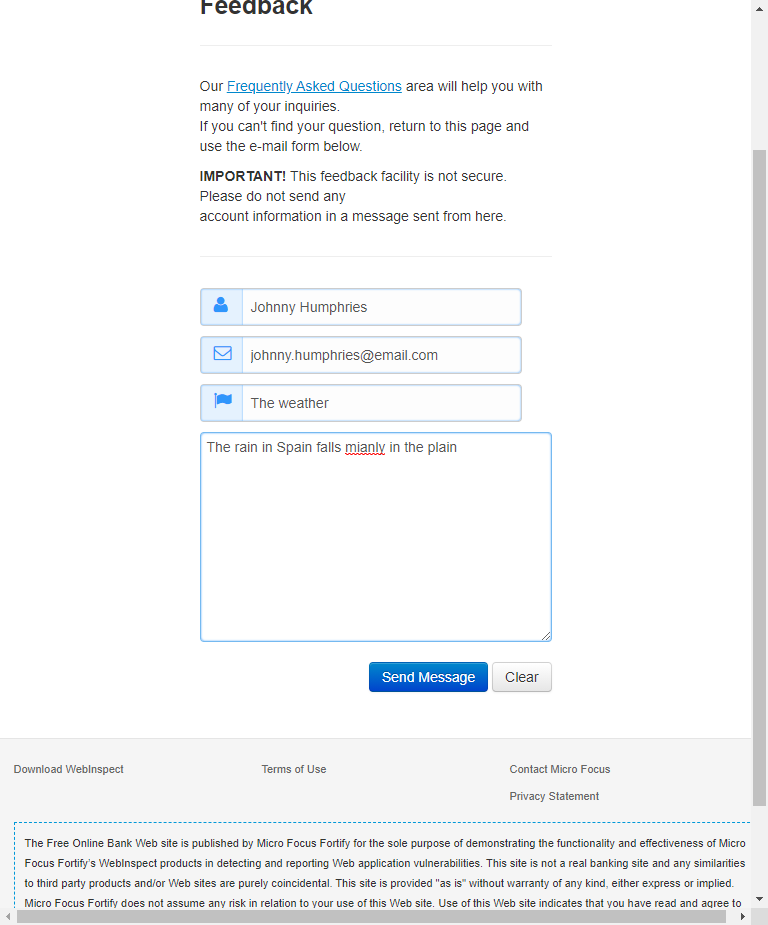 Feedback
Our Frequently Asked Questions area will help you with
many of your inquiries.
If you can't find your question, return to this page and
use the e-mail form below.
IMPORTANT! This feedback facility is not secure.
Please do not send any
account information in a message sent from here.
Johnny Humphries
johnny.humphries@email.com
The weather
The rain in Spain falls mianly in the plain
Send Message Clear
Download WebInspect Terms of Use Contact Micro Focus
Privacy Statement
The Free Online Bank Web site is published by Micro Focus Fortify for the sole purpose of demonstrating the functionality and effectiveness of Micro
Focus Fortify's WebInspect products in detecting and reporting Web application vulnerabilities. This site is not a real banking site and any similarities
to third party products and/or Web sites are purely coincidental. This site is provided "as is" without warranty of any kind, either express or implied.
Micro Focus Fortify does not assume any risk in relation to your use of this Web site. Use of this Web site indicates that you have read and agree to